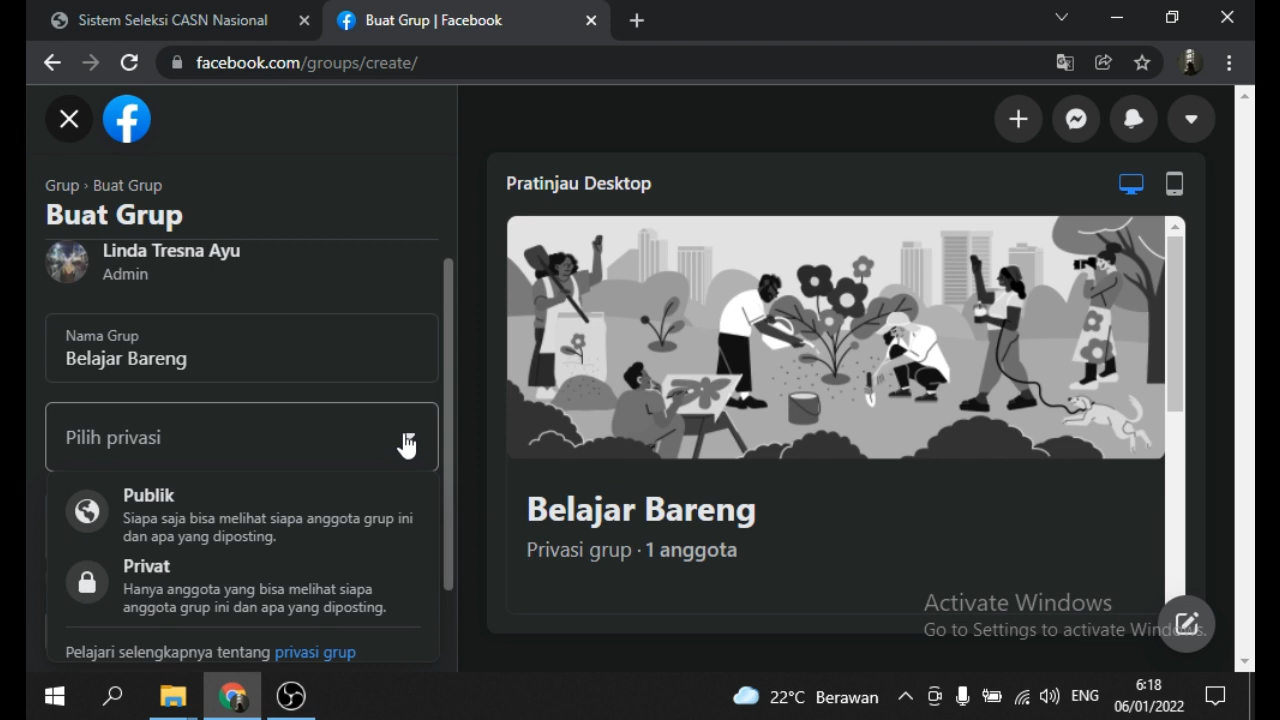 Sistem Seleksi CASN Nasional
Buat Grup | Facebook
facebook.com/groups/create/
Grup › Buat Grup
Buat Grup
Linda Tresna Ayu
Admin
Nama Grup
Belajar Bareng
Pilih privasi
Publik
Siapa saja bisa melihat siapa anggota grup ini
dan apa yang diposting.
Privat
Hanya anggota yang bisa melihat siapa
anggota grup ini dan apa yang diposting.
Pelajari selengkapnya tentang privasi grup
Pratinjau Desktop
Belajar Bareng
Privasi grup · 1 anggota
Activate Windows
Go to Settings to activate Windows.
22°C Berawan
ENG
6:18
06/01/2022